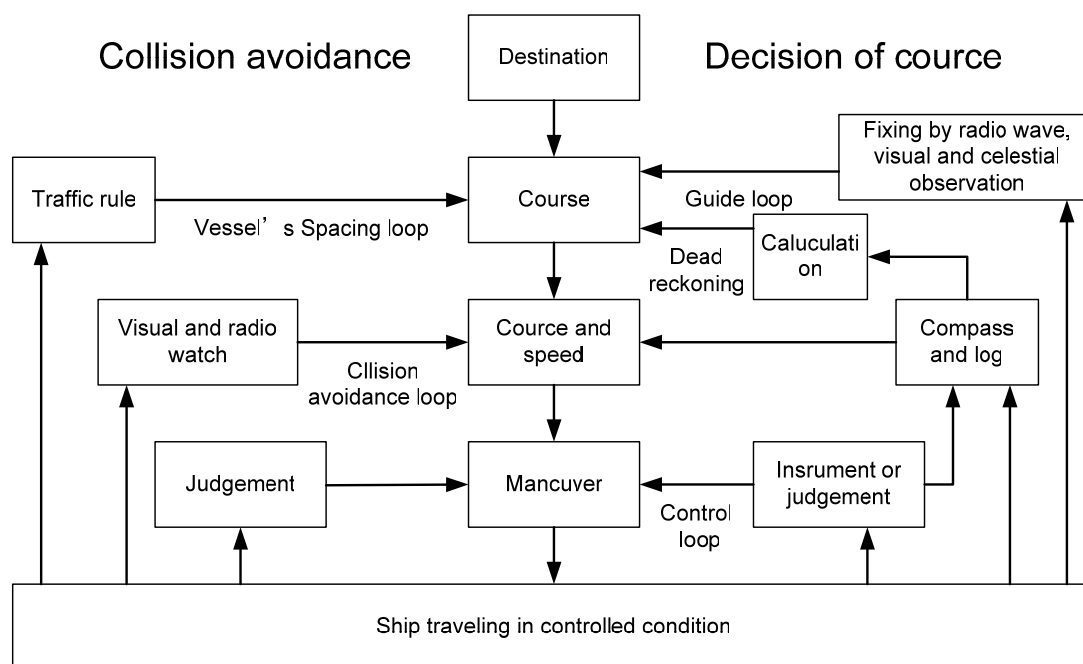 Collision avoidance
Destination
Decision of cource
Fixing by radio wave,
visual and celestial
observation
Traffic rule
Course
Vessel’ s Spacing loop
Guide loop
Dead
reckoning
Caluculati
on
Visual and radio
watch
Cource and
speed
Compass
and log
Cllision
avoidance loop
Judgement
Mancuver
Insrument or
judgement
Control
loop
Ship traveling in controlled condition